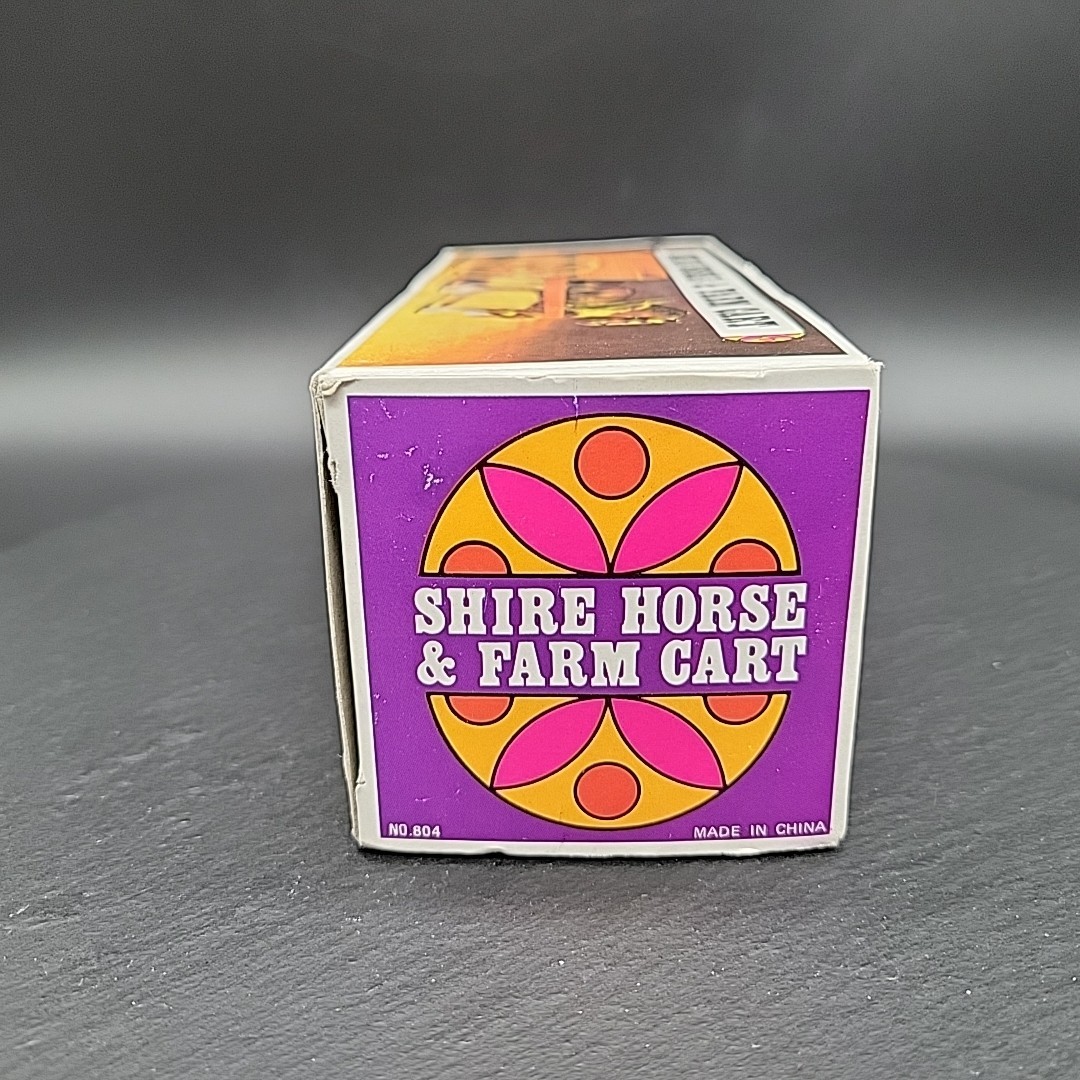 SHIRE HORSE
& FARM CART
NO.804
MADE IN CHINA